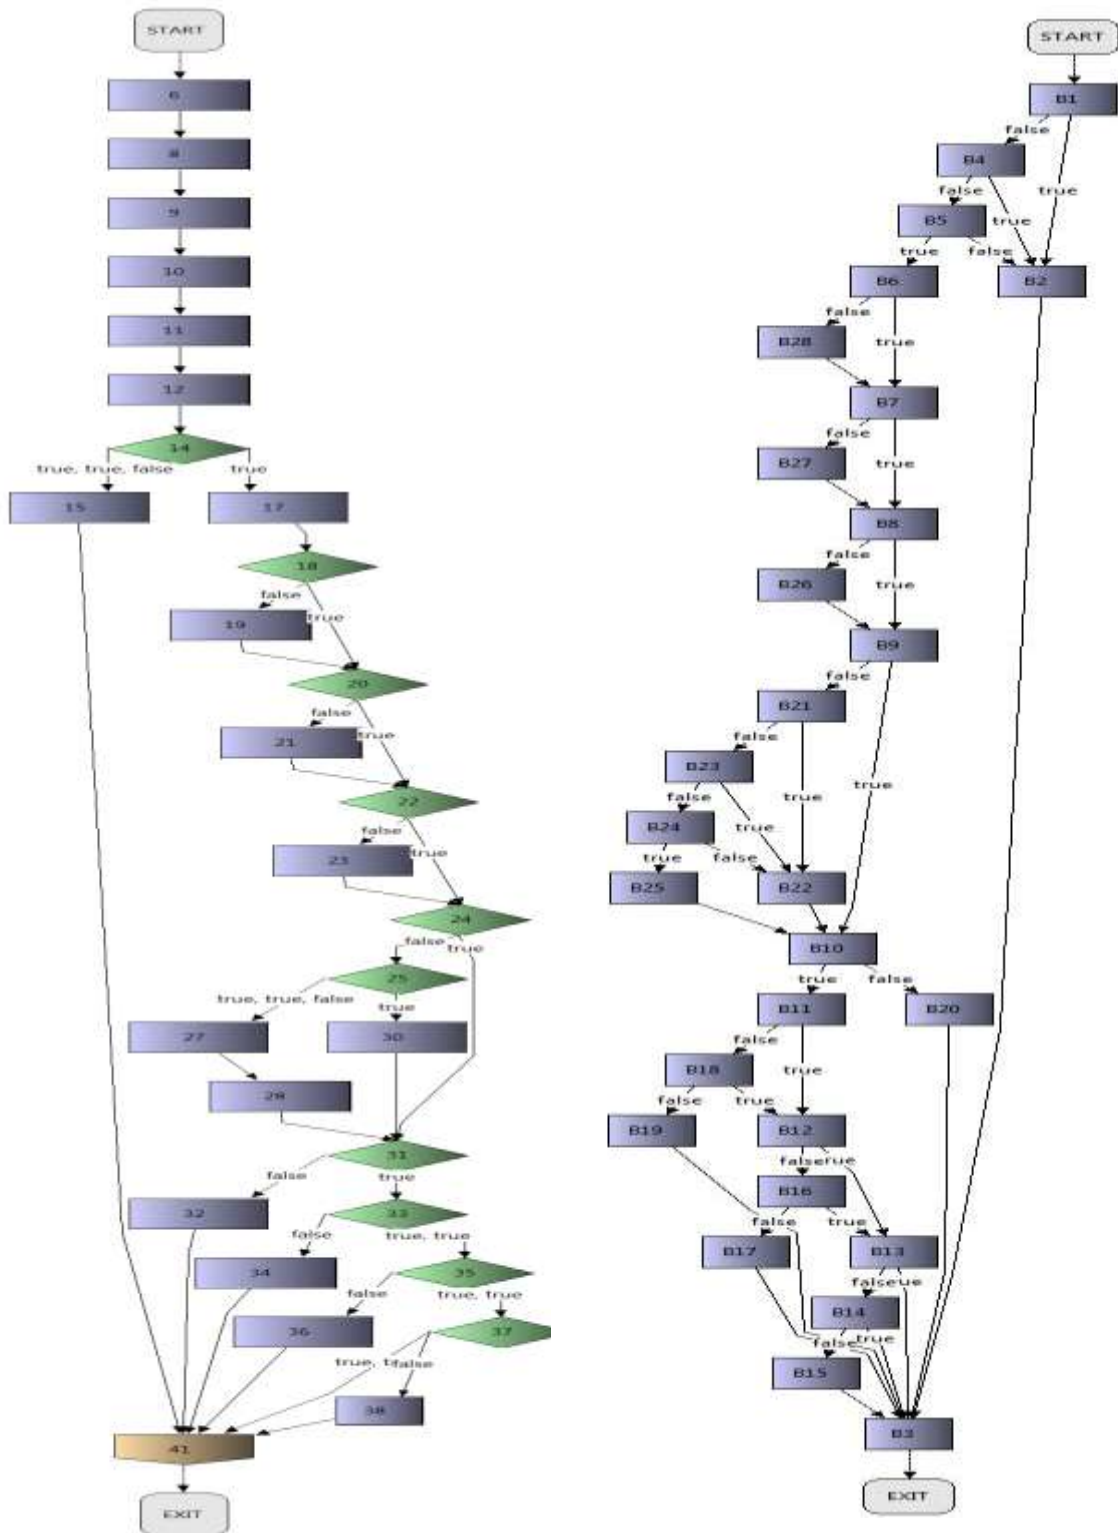 START
6
8
9
10
11
12
14
true, true, false
true
15
17
18
false
true
19
20
false
true
21
22
false
true
23
24
false
true
25
true, true, false
true
27
30
28
31
false
true
32
33
false
true, true
34
35
false
true, true
36
37
true, t
false
38
41
EXIT
START
B1
false
true
B4
false
true
B5
true
false
B6
B2
false
true
B28
B7
false
true
B27
B8
false
true
B26
B9
false
true
B21
false
true
B23
false
true
B24
true
false
B25
B22
B10
true
false
B11
B20
false
true
B18
false
true
B19
B12
false
rue
B16
false
true
B17
B13
false
ue
B14
false
true
B15
B3
EXIT